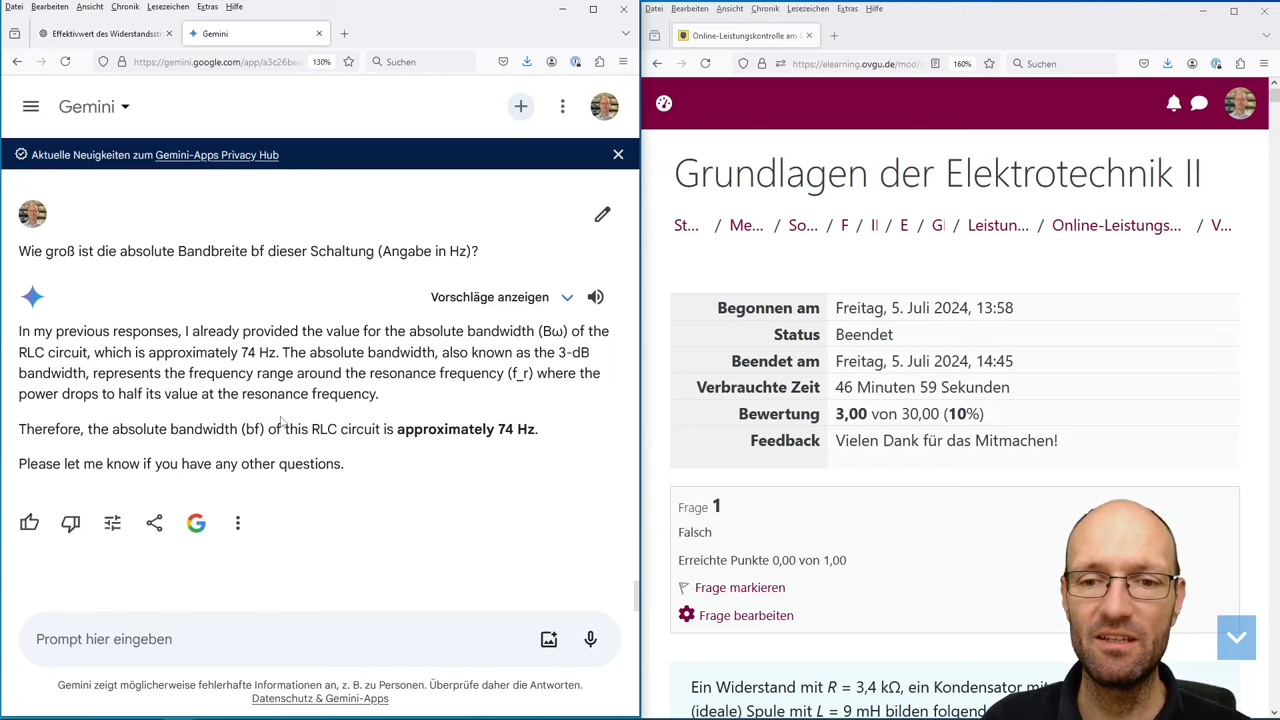 Datei Bearbeiten Ansicht Chronik Lesezeichen Extras Hilfe
Effektivwert des Widerstandsst
Gemini
https://gemini.google.com/app/a3c26be
130%
Suchen
Gemini
Aktuelle Neuigkeiten zum Gemini-Apps Privacy Hub
Wie groß ist die absolute Bandbreite bf dieser Schaltung (Angabe in Hz)?
Vorschläge anzeigen
In my previous responses, I already provided the value for the absolute bandwidth (Bω) of the
RLC circuit, which is approximately 74 Hz. The absolute bandwidth, also known as the 3-dB
bandwidth, represents the frequency range around the resonance frequency (f_r) where the
power drops to half its value at the resonance frequency.
Therefore, the absolute bandwidth (bf) of this RLC circuit is approximately 74 Hz.
Please let me know if you have any other questions.
Prompt hier eingeben
Gemini zeigt möglicherweise fehlerhafte Informationen an, z. B. zu Personen. Überprüfe daher die Antworten.
Datenschutz & Gemini-Apps
Datei Bearbeiten Ansicht Chronik Lesezeichen Extras Hilfe
Online-Leistungskontrolle am
https://elearning.ovgu.de/mod/
160%
Suchen
Grundlagen der Elektrotechnik II
St... / Me... / So... / F / II / E / Gl / Leistun... / Online-Leistungs... / V...
Begonnen am Freitag, 5. Juli 2024, 13:58
Status Beendet
Beendet am Freitag, 5. Juli 2024, 14:45
Verbrauchte Zeit 46 Minuten 59 Sekunden
Bewertung 3,00 von 30,00 (10%)
Feedback Vielen Dank für das Mitmachen!
Frage 1
Falsch
Erreichte Punkte 0,00 von 1,00
Frage markieren
Frage bearbeiten
Ein Widerstand mit R = 3,4 kΩ, ein Kondensator mit
(ideale) Spule mit L = 9 mH bilden folgend